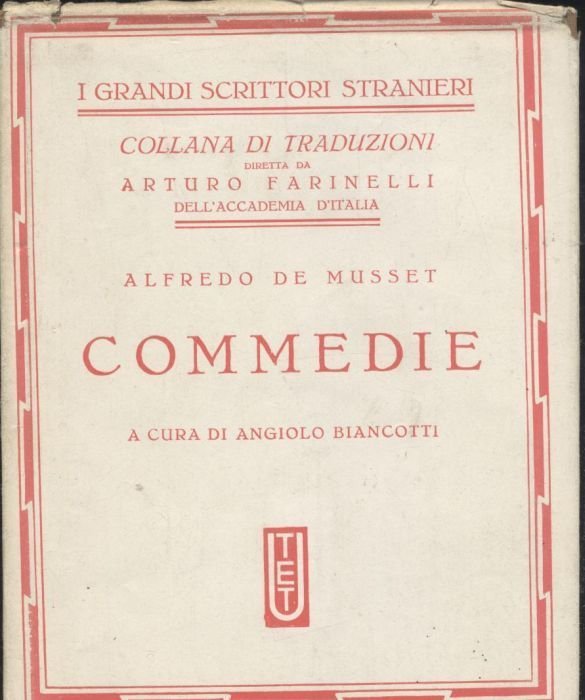 I GRANDI SCRITTORI STRANIERI
COLLANA DI TRADUZIONI
DIRETTA DA
ARTURO FARINELLI
DELL'ACCADEMIA D'ITALIA
ALFREDO DE MUSSET
COMMEDIE
A CURA DI ANGIOLO BIANCOTTI
UTET